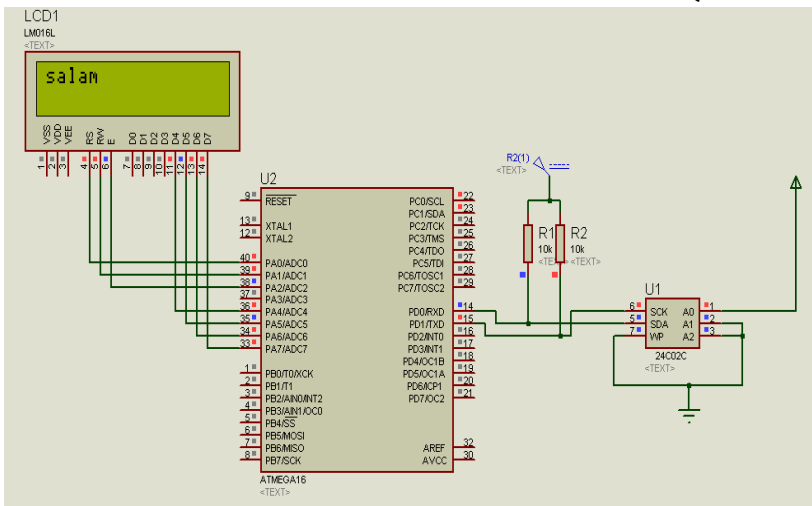 LCD1
LM016L
<TEXT>
salam
VSS VDD VEE RS RW E D0 D1 D2 D3 D4 D5 D6 D7
1 2 3 4 5 6 7 8 9 10 11 12 13 14
U2
9 RESET PC0/SCL 22
PC1/SDA 23
13 XTAL1 PC2/TCK 24
12 XTAL2 PC3/TMS 25
PC4/TDO 26
40 PA0/ADC0 PC5/TDI 27
39 PA1/ADC1 PC6/TOSC1 28
38 PA2/ADC2 PC7/TOSC2 29
37 PA3/ADC3
36 PA4/ADC4 PD0/RXD 14
35 PA5/ADC5 PD1/TXD 15
34 PA6/ADC6 PD2/INT0 16
33 PA7/ADC7 PD3/INT1 17
PD4/OC1B 18
1 PB0/T0/XCK PD5/OC1A 19
2 PB1/T1 PD6/ICP1 20
3 PB2/AIN0/INT2 PD7/OC2 21
4 PB3/AIN1/OC0
5 PB4/SS
6 PB5/MOSI
7 PB6/MISO AREF 32
8 PB7/SCK AVCC 30
ATMEGA16
<TEXT>
R2(1)
<TEXT>
R1 R2
10k 10k
<TEXT> <TEXT>
U1
6 SCK A0 1
5 SDA A1 2
7 WP A2 3
24C02C
<TEXT>